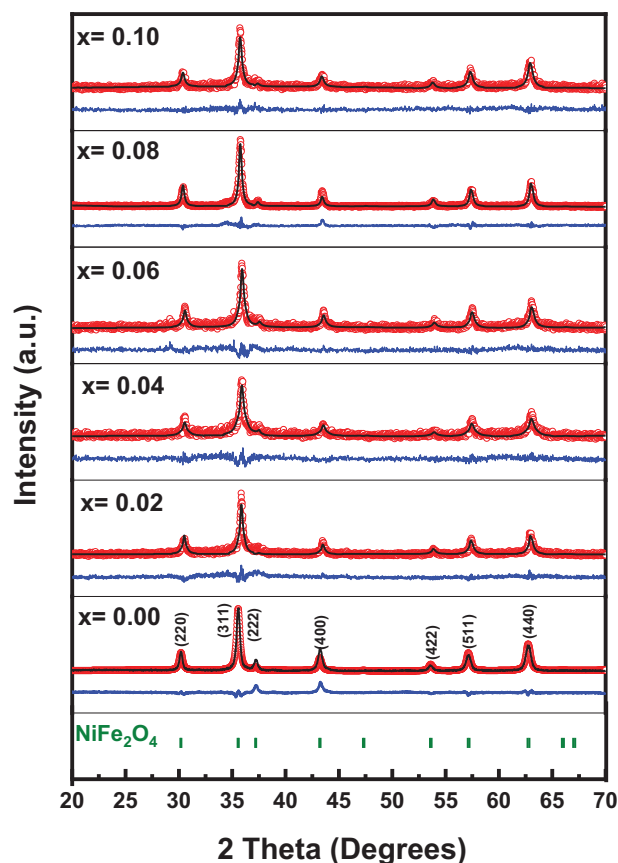 x= 0.10
x= 0.08
x= 0.06
x= 0.04
x= 0.02
x= 0.00
(220)
(311)
(222)
(400)
(422)
(511)
(440)
NiFe₂O₄
20 25 30 35 40 45 50 55 60 65 70
2 Theta (Degrees)
Intensity (a.u.)